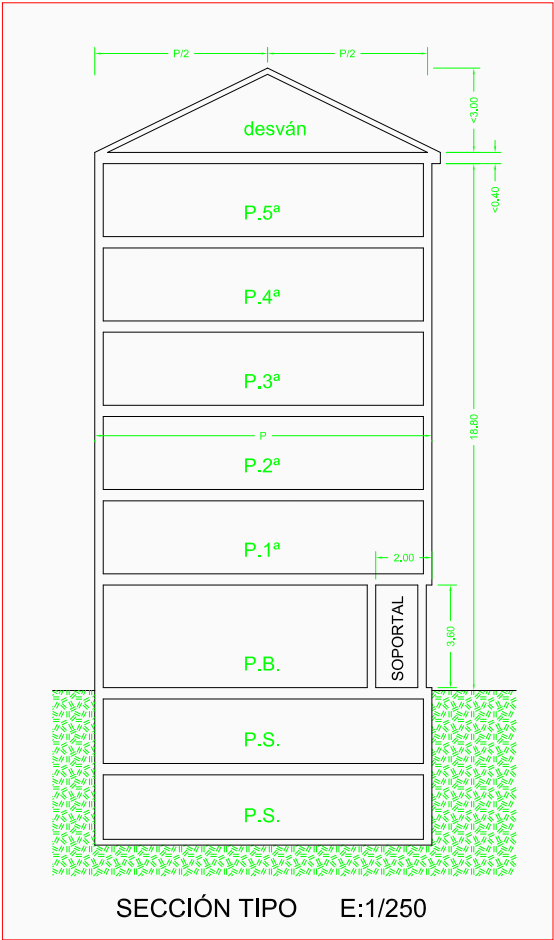 P/2 P/2
<3.00
desván
<0.40
P.5ª
P.4ª
P.3ª
18.80
P
P.2ª
P.1ª
2.00
SOPORTAL
3.60
P.B.
P.S.
P.S.
SECCIÓN TIPO E:1/250